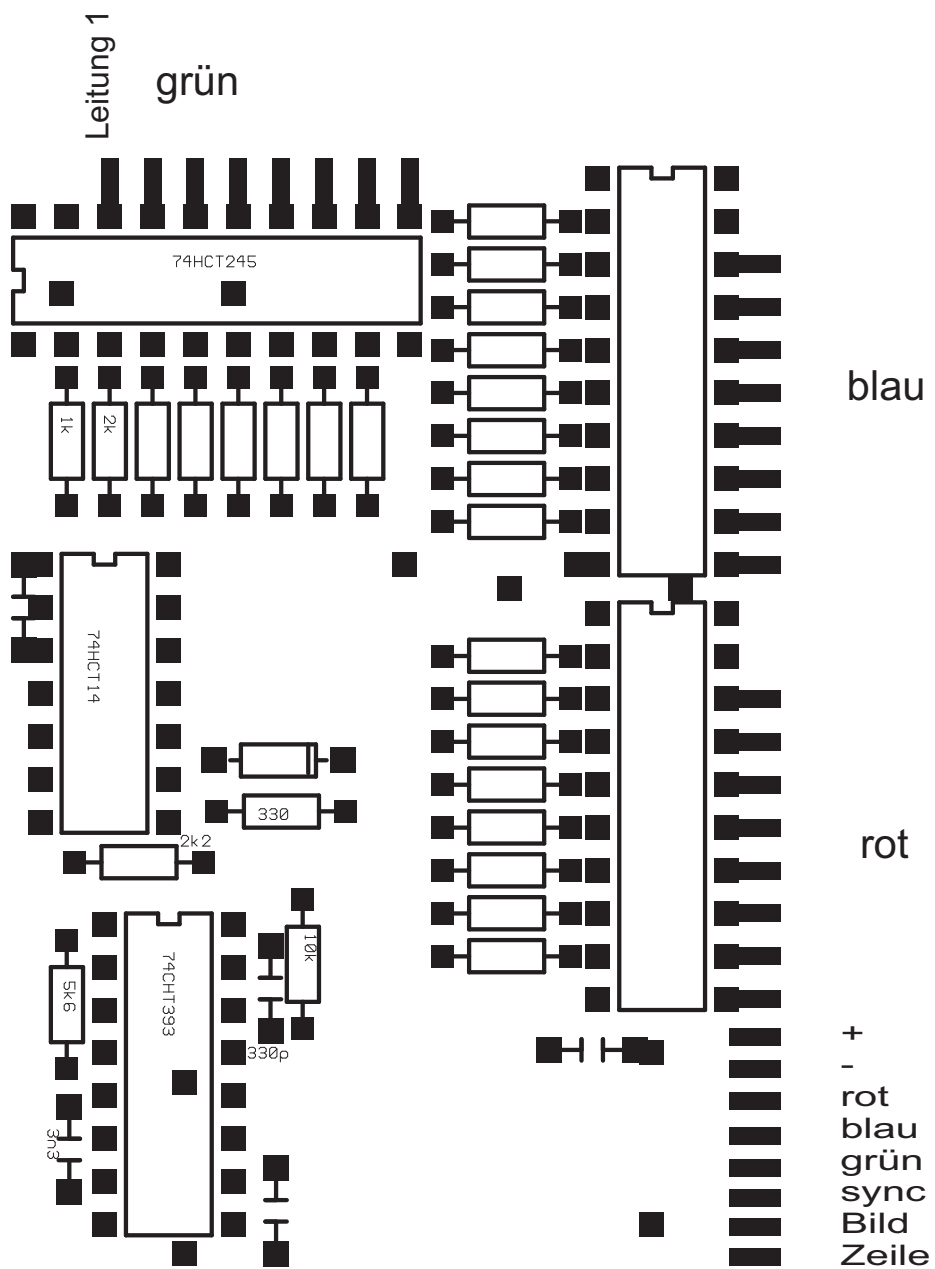 Leitung 1
grün
74HCT245
blau
1k
2k
74HCT14
330
2k2
rot
10k
74CHT393
5k6
330p
3n3
+
-
rot
blau
grün
sync
Bild
Zeile